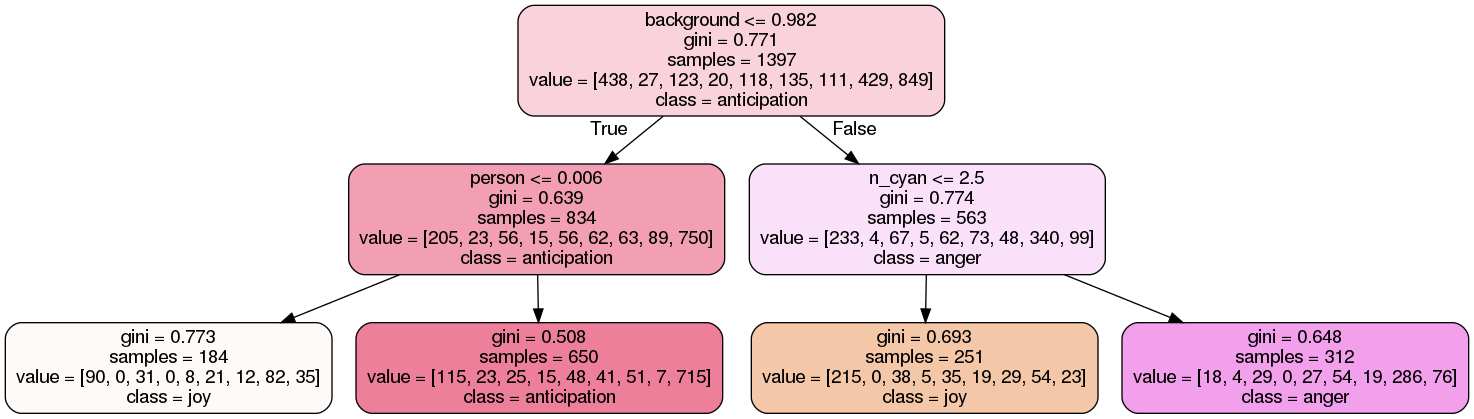 background <= 0.982
gini = 0.771
samples = 1397
value = [438, 27, 123, 20, 118, 135, 111, 429, 849]
class = anticipation
True
False
person <= 0.006
gini = 0.639
samples = 834
value = [205, 23, 56, 15, 56, 62, 63, 89, 750]
class = anticipation
n_cyan <= 2.5
gini = 0.774
samples = 563
value = [233, 4, 67, 5, 62, 73, 48, 340, 99]
class = anger
gini = 0.773
samples = 184
value = [90, 0, 31, 0, 8, 21, 12, 82, 35]
class = joy
gini = 0.508
samples = 650
value = [115, 23, 25, 15, 48, 41, 51, 7, 715]
class = anticipation
gini = 0.693
samples = 251
value = [215, 0, 38, 5, 35, 19, 29, 54, 23]
class = joy
gini = 0.648
samples = 312
value = [18, 4, 29, 0, 27, 54, 19, 286, 76]
class = anger